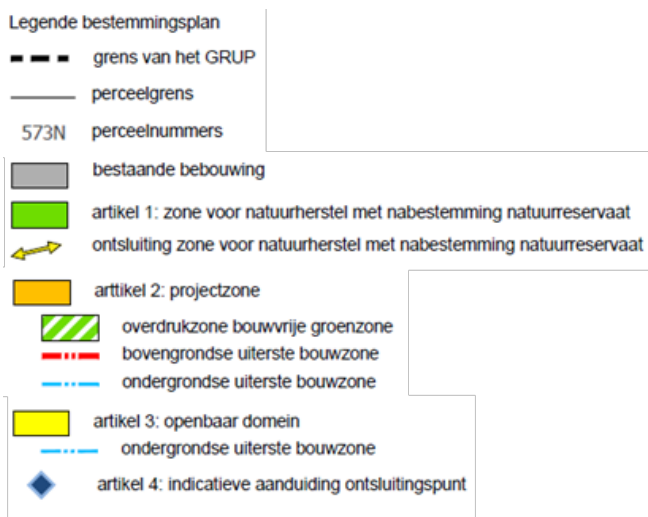 Legende bestemmingsplan
grens van het GRUP
perceelgrens
573N perceelnummers
bestaande bebouwing
artikel 1: zone voor natuurherstel met nabestemming natuurreservaat
ontsluiting zone voor natuurherstel met nabestemming natuurreservaat
arttikel 2: projectzone
overdrukzone bouwvrije groenzone
bovengrondse uiterste bouwzone
ondergrondse uiterste bouwzone
artikel 3: openbaar domein
ondergrondse uiterste bouwzone
artikel 4: indicatieve aanduiding ontsluitingspunt